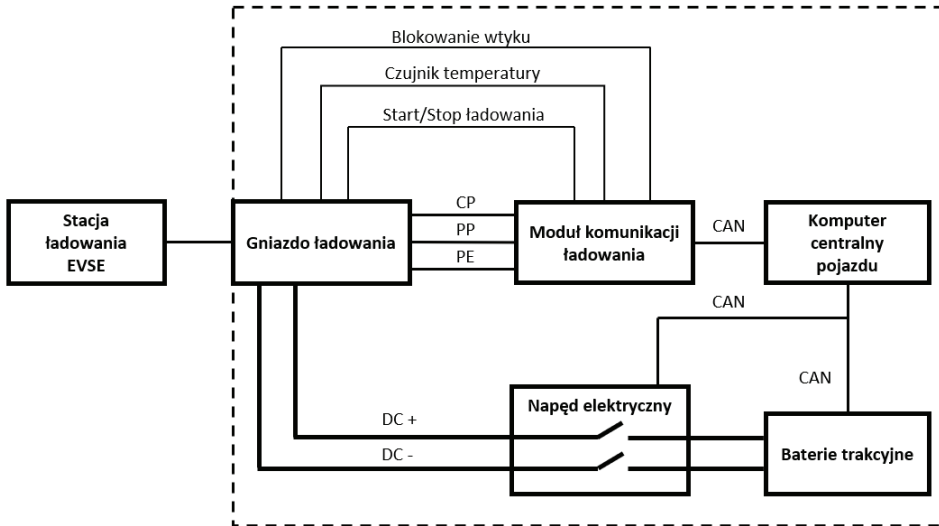 Blokowanie wtyku
Czujnik temperatury
Start/Stop ładowania
Stacja
ładowania
EVSE
Gniazdo ładowania
CP
PP
PE
Moduł komunikacji
ładowania
CAN
Komputer
centralny
pojazdu
CAN
CAN
Napęd elektryczny
DC +
DC -
Baterie trakcyjne